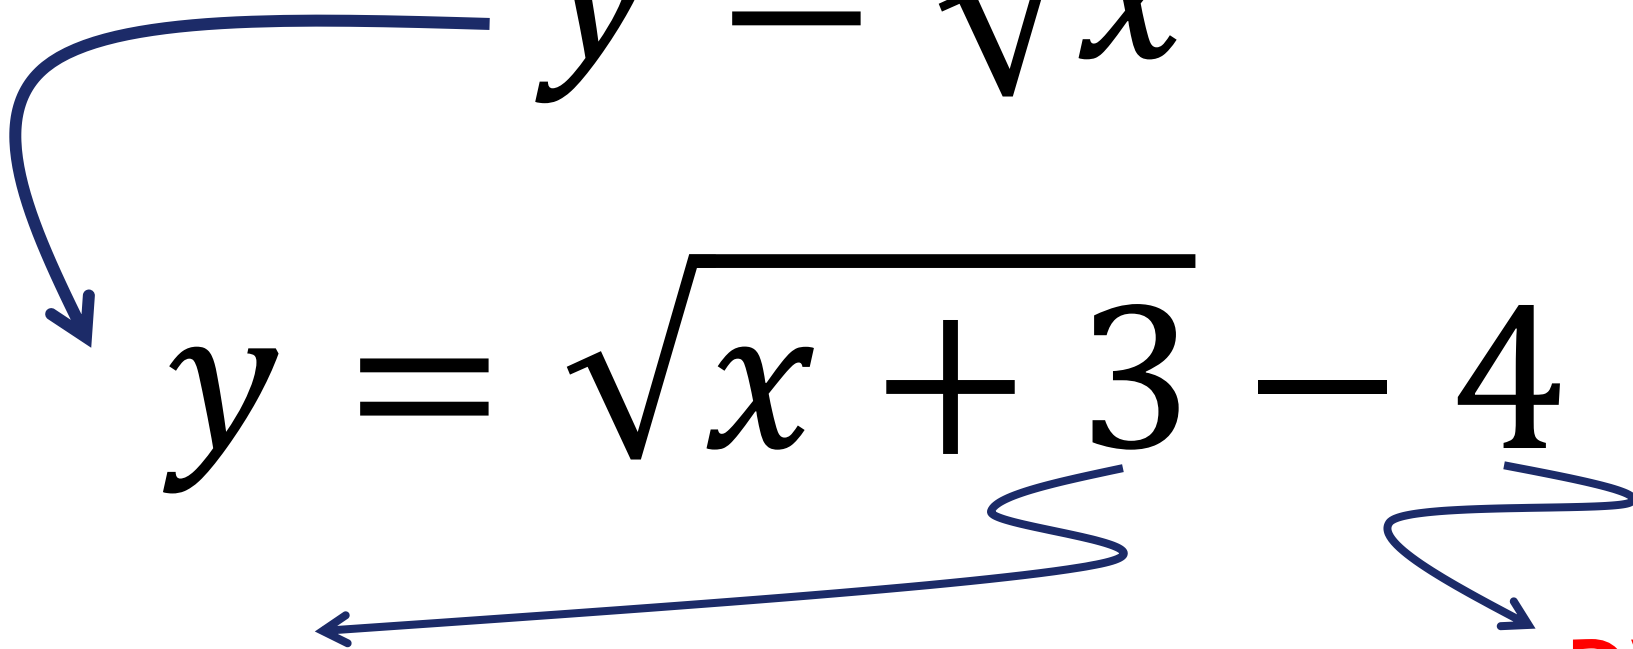 y = √x
y = √(x + 3) − 4